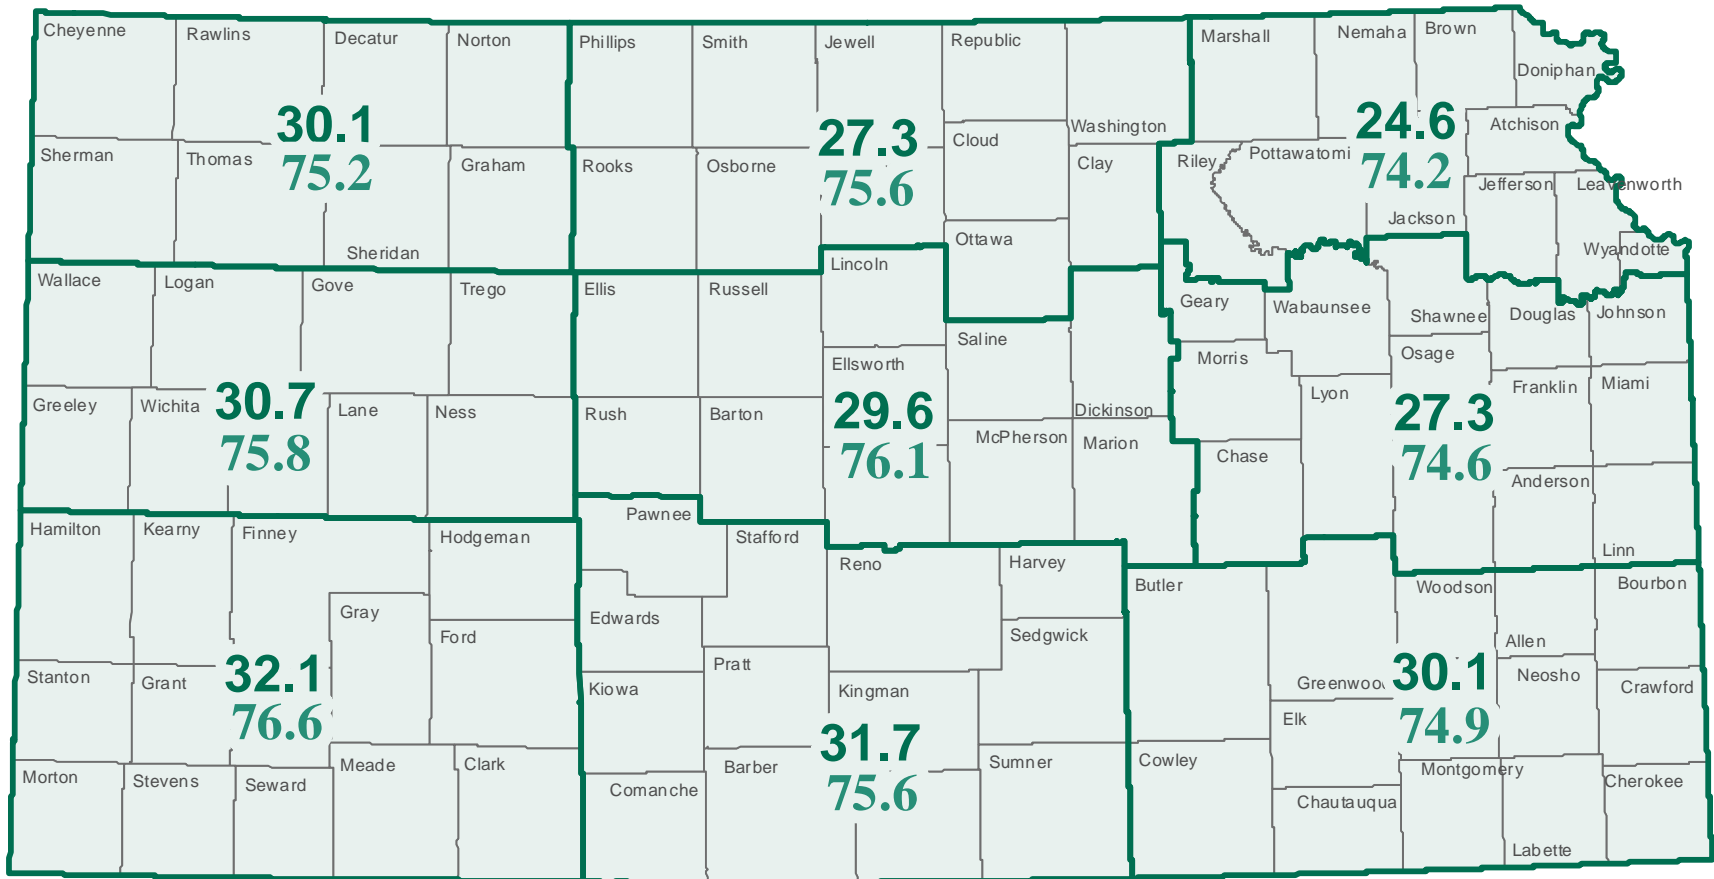 Cheyenne
Rawlins
Decatur
Norton
Phillips
Smith
Jewell
Republic
Marshall
Nemaha
Brown
Doniphan
30.1
75.2
27.3
75.6
24.6
74.2
Washington
Atchison
Sherman
Thomas
Graham
Rooks
Osborne
Cloud
Clay
Riley
Pottawatomi
Jefferson
Leavenworth
Sheridan
Ottawa
Jackson
Wyandotte
Wallace
Logan
Gove
Trego
Ellis
Russell
Lincoln
Geary
Wabaunsee
Shawnee
Douglas
Johnson
Saline
Ellsworth
Morris
Osage
Greeley
Wichita
30.7
75.8
Lane
Ness
Rush
Barton
29.6
76.1
McPherson
Dickinson
Marion
Lyon
27.3
74.6
Franklin
Miami
Chase
Anderson
Hamilton
Kearny
Finney
Hodgeman
Pawnee
Stafford
Reno
Harvey
Linn
Butler
Woodson
Bourbon
Gray
Ford
Edwards
Sedgwick
Allen
Stanton
Grant
32.1
76.6
Kiowa
Pratt
Kingman
31.7
75.6
Greenwood
30.1
74.9
Neosho
Crawford
Elk
Morton
Stevens
Seward
Meade
Clark
Comanche
Barber
Sumner
Cowley
Chautauqua
Montgomery
Cherokee
Labette